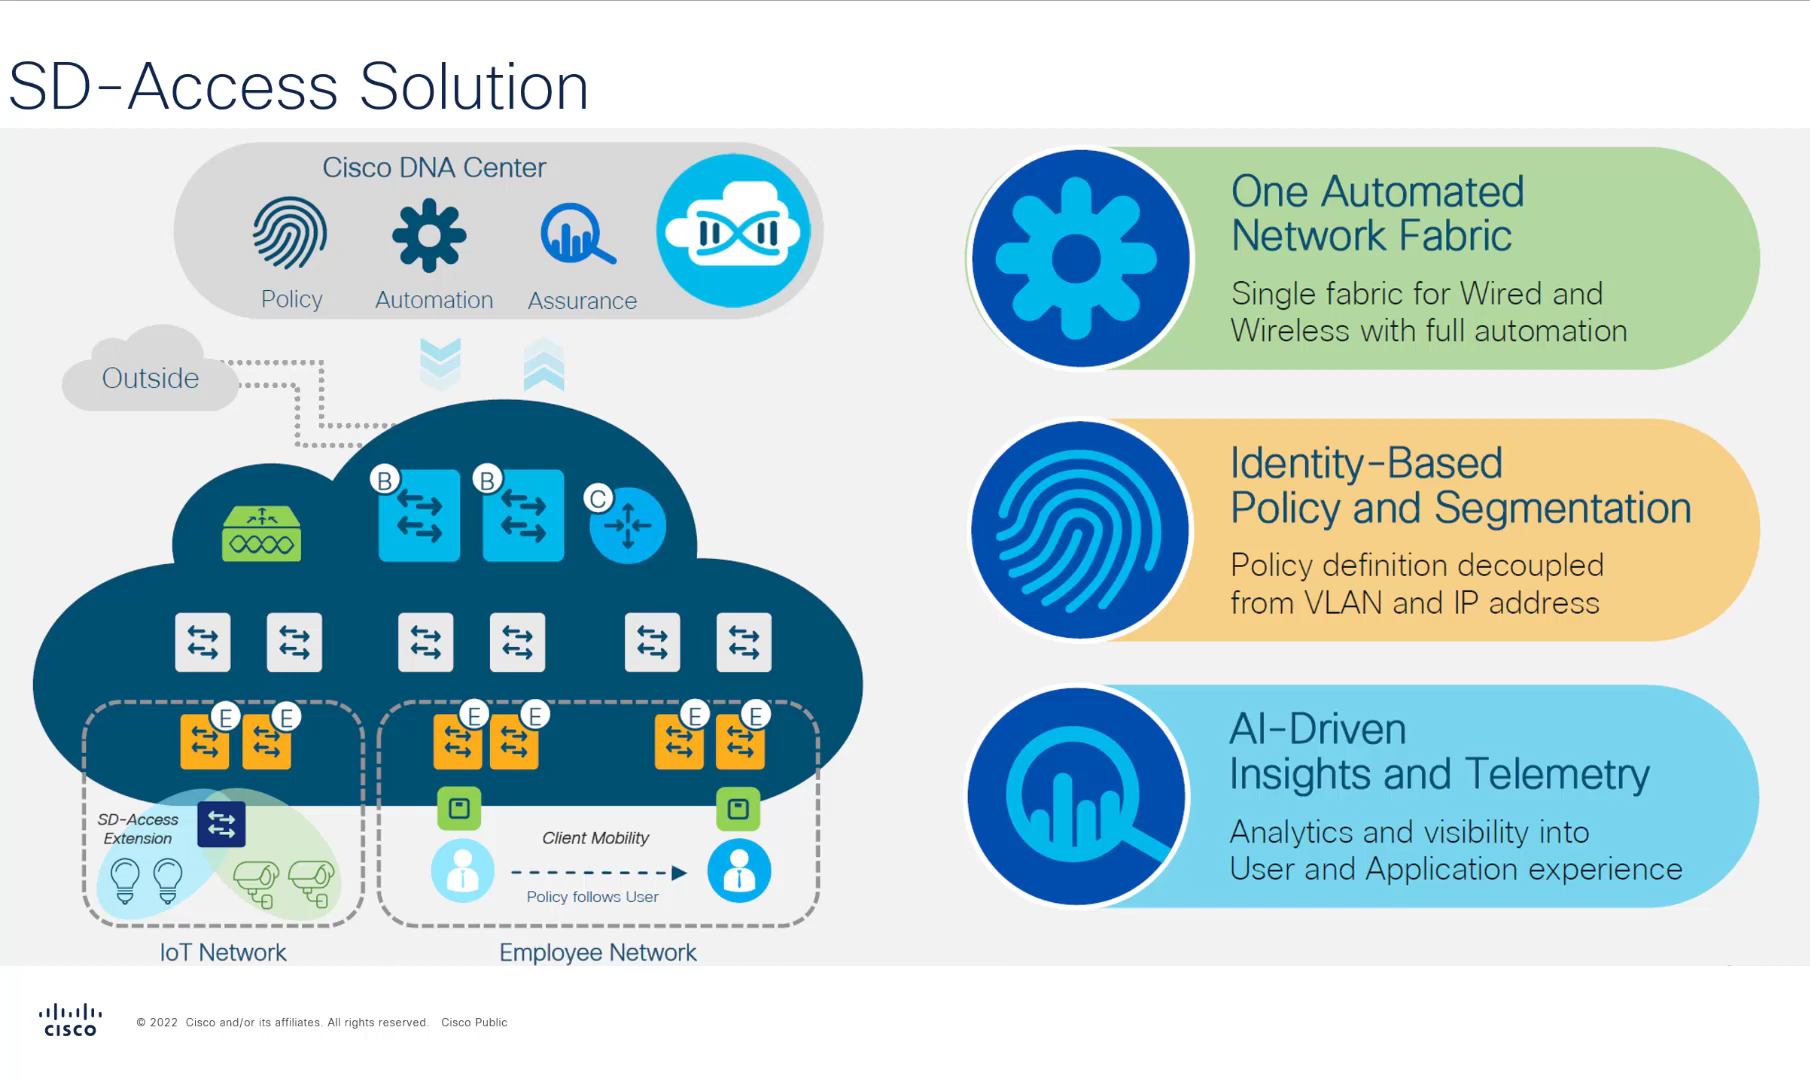 SD-Access Solution
Cisco DNA Center
Policy
Automation
Assurance
Outside
B
B
C
E
E
E
E
E
E
SD-Access
Extension
Client Mobility
Policy follows User
IoT Network
Employee Network
One Automated
Network Fabric
Single fabric for Wired and
Wireless with full automation
Identity-Based
Policy and Segmentation
Policy definition decoupled
from VLAN and IP address
AI-Driven
Insights and Telemetry
Analytics and visibility into
User and Application experience
CISCO
© 2022 Cisco and/or its affiliates. All rights reserved. Cisco Public